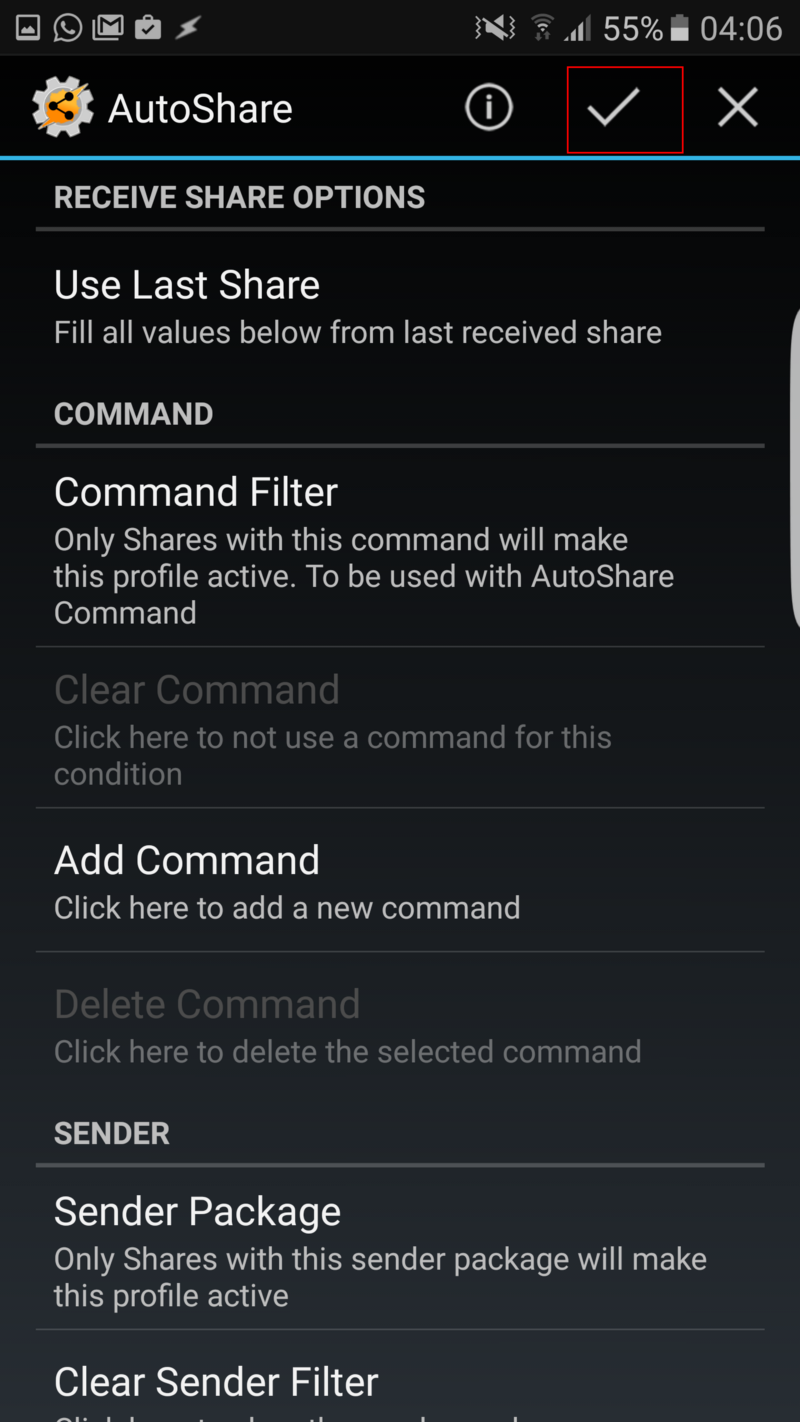 55% 04:06
AutoShare
RECEIVE SHARE OPTIONS
Use Last Share
Fill all values below from last received share
COMMAND
Command Filter
Only Shares with this command will make
this profile active. To be used with AutoShare
Command
Clear Command
Click here to not use a command for this
condition
Add Command
Click here to add a new command
Delete Command
Click here to delete the selected command
SENDER
Sender Package
Only Shares with this sender package will make
this profile active
Clear Sender Filter